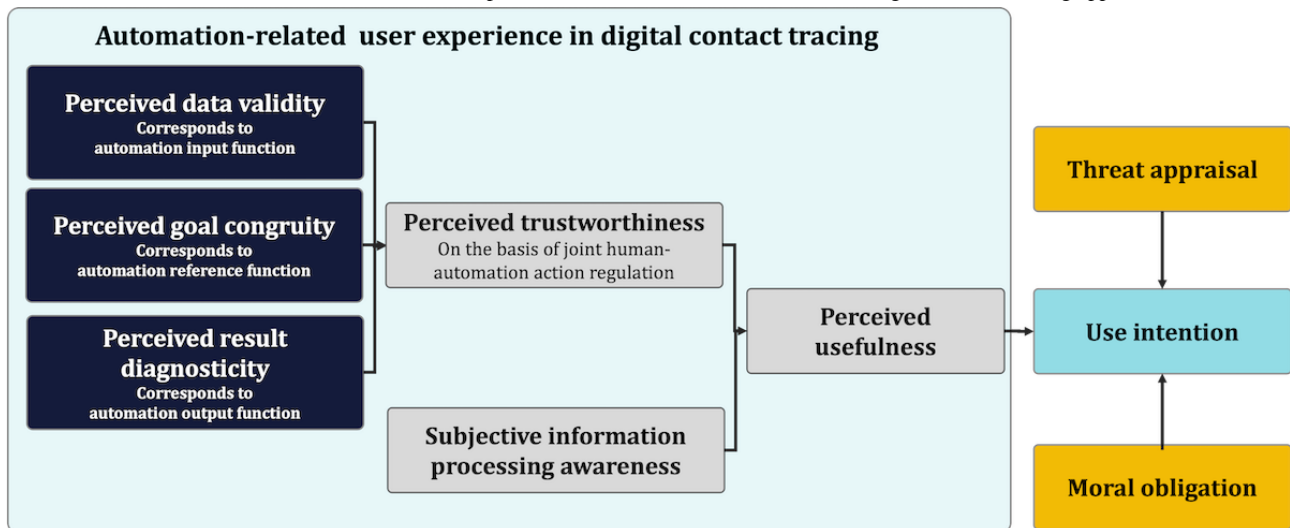 Automation-related user experience in digital contact tracing
Perceived data validity
Corresponds to
automation input function
Perceived goal congruity
Corresponds to
automation reference function
Perceived result
diagnosticity
Corresponds to
automation output function
Perceived trustworthiness
On the basis of joint human-
automation action regulation
Subjective information
processing awareness
Perceived
usefulness
Threat appraisal
Use intention
Moral obligation